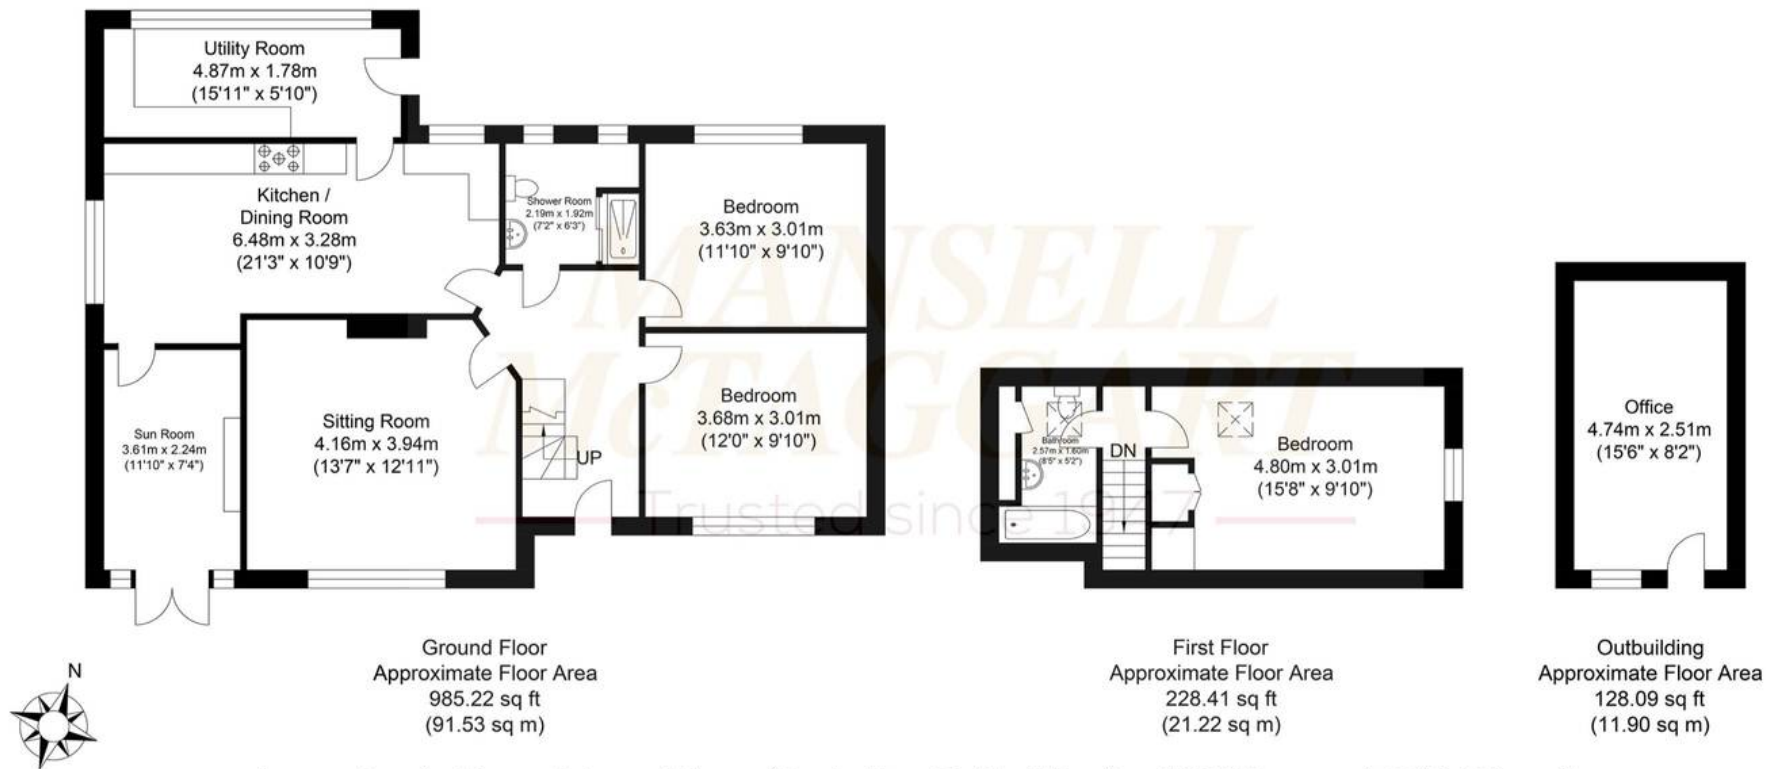 Utility Room
4.87m x 1.78m
(15'11" x 5'10")
Kitchen /
Dining Room
6.48m x 3.28m
(21'3" x 10'9")
Shower Room
2.19m x 1.92m
(7'2" x 6'3")
Bedroom
3.63m x 3.01m
(11'10" x 9'10")
Sun Room
3.61m x 2.24m
(11'10" x 7'4")
Sitting Room
4.16m x 3.94m
(13'7" x 12'11")
UP
Bedroom
3.68m x 3.01m
(12'0" x 9'10")
Bathroom
2.57m x 1.60m
(8'5" x 5'2")
DN
Bedroom
4.80m x 3.01m
(15'8" x 9'10")
Office
4.74m x 2.51m
(15'6" x 8'2")
MANSELL
McTAGGART
Trusted since 1947
N
Ground Floor
Approximate Floor Area
985.22 sq ft
(91.53 sq m)
First Floor
Approximate Floor Area
228.41 sq ft
(21.22 sq m)
Outbuilding
Approximate Floor Area
128.09 sq ft
(11.90 sq m)